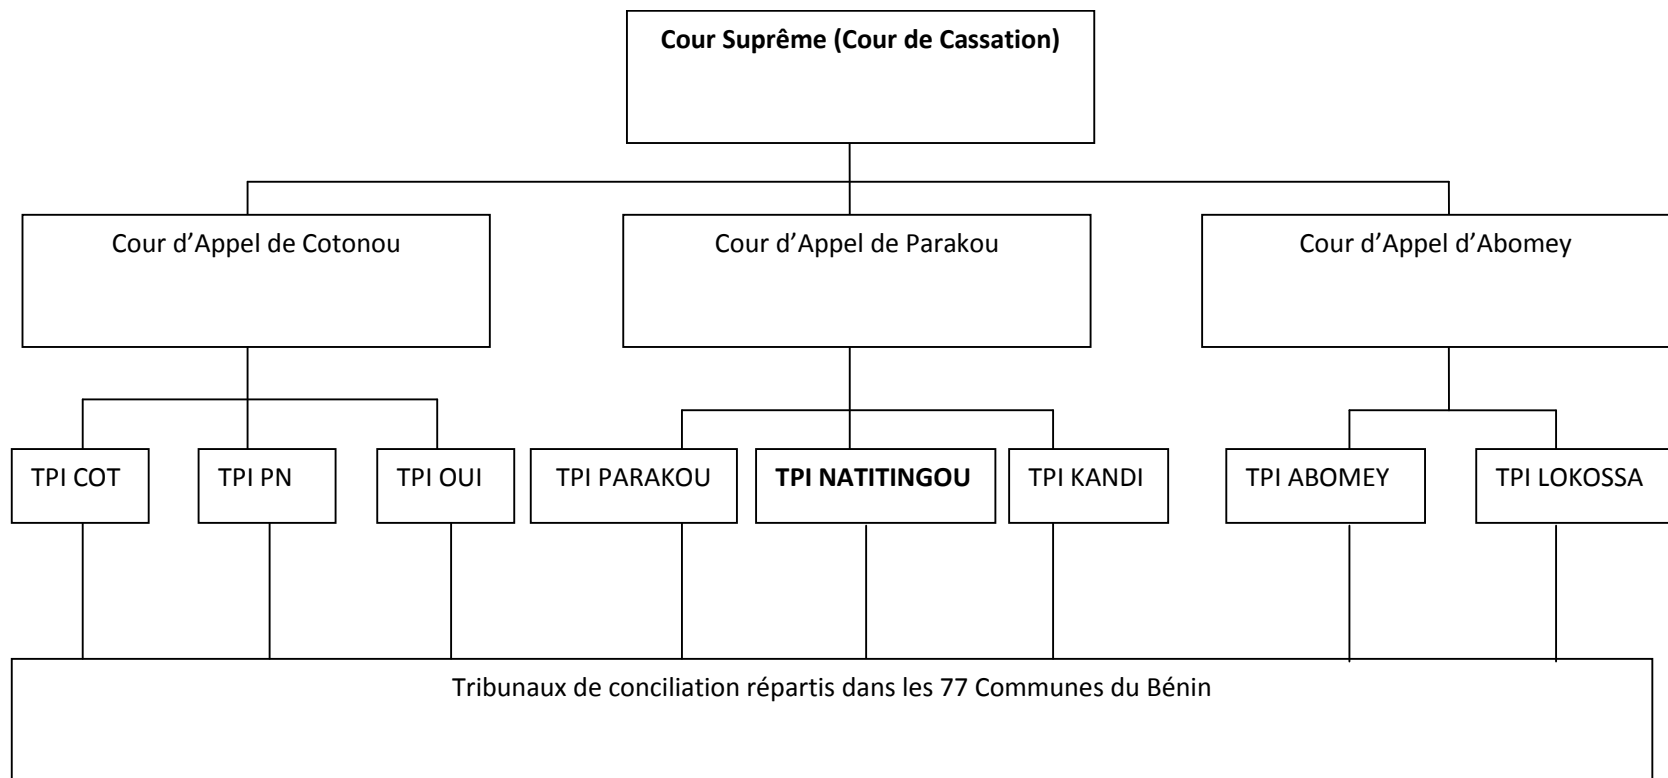 Cour Suprême (Cour de Cassation)
Cour d’Appel de Cotonou
Cour d’Appel de Parakou
Cour d’Appel d’Abomey
TPI COT
TPI PN
TPI OUI
TPI PARAKOU
TPI NATITINGOU
TPI KANDI
TPI ABOMEY
TPI LOKOSSA
Tribunaux de conciliation répartis dans les 77 Communes du Bénin